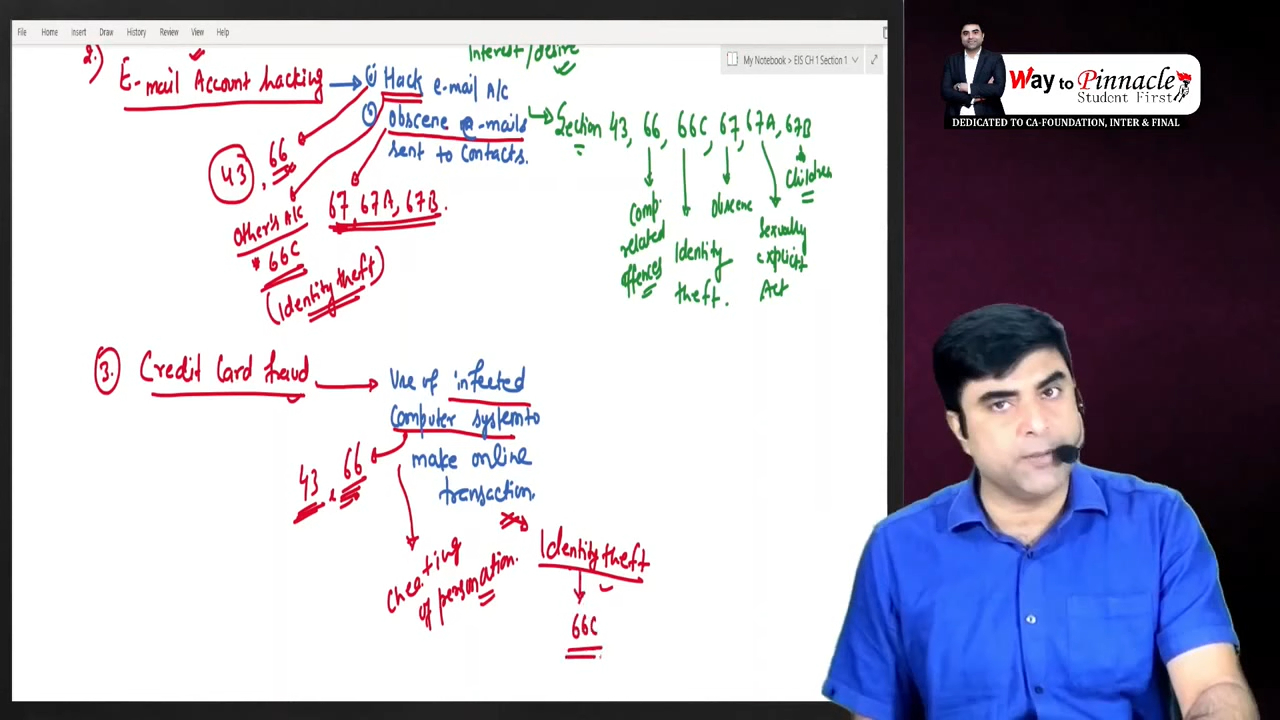 File Home Insert Draw History Review View Help
My Notebook > EIS CH 1 Section 1
Way to Pinnacle
Student First
DEDICATED TO CA-FOUNDATION, INTER & FINAL
Interest/desire
2.) E-mail Account hacking
(i) Hack e-mail A/c
Obscene e-mails
sent to Contacts.
43, 66
67, 67A, 67B.
Other's A/c
* 66C
(Identity theft)
Section 43, 66, 66C, 67, 67A, 67B
Children
Comp.
related
offences
Identity
theft.
Obscene
Sexually
explicit
Act
3. Credit Card fraud
Use of infected
Computer system to
make online
transaction.
43, 66
Cheating
of personation.
Identity theft
66C